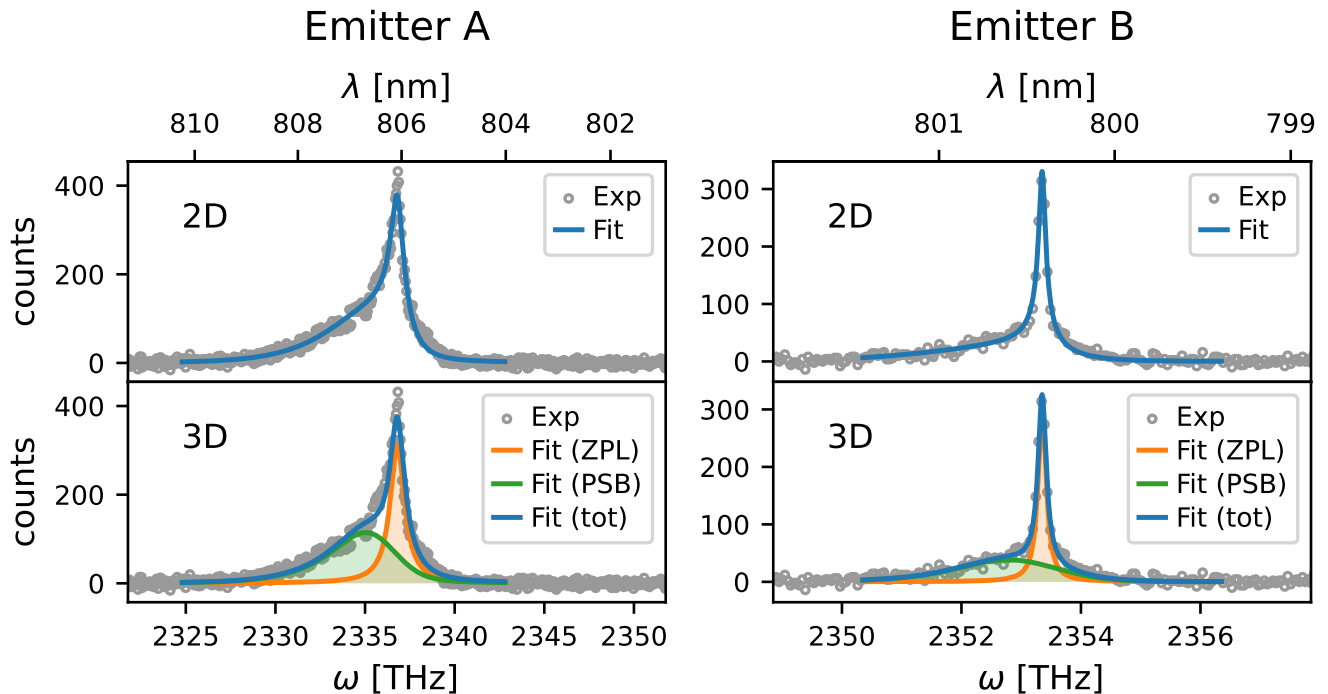 Emitter A
Emitter B
λ [nm]
λ [nm]
810 808 806 804 802
801 800 799
400
200
0
counts
2D
Exp
Fit
300
200
100
0
2D
Exp
Fit
400
200
0
counts
3D
Exp
Fit (ZPL)
Fit (PSB)
Fit (tot)
300
200
100
0
3D
Exp
Fit (ZPL)
Fit (PSB)
Fit (tot)
2325 2330 2335 2340 2345 2350
2350 2352 2354 2356
ω [THz]
ω [THz]